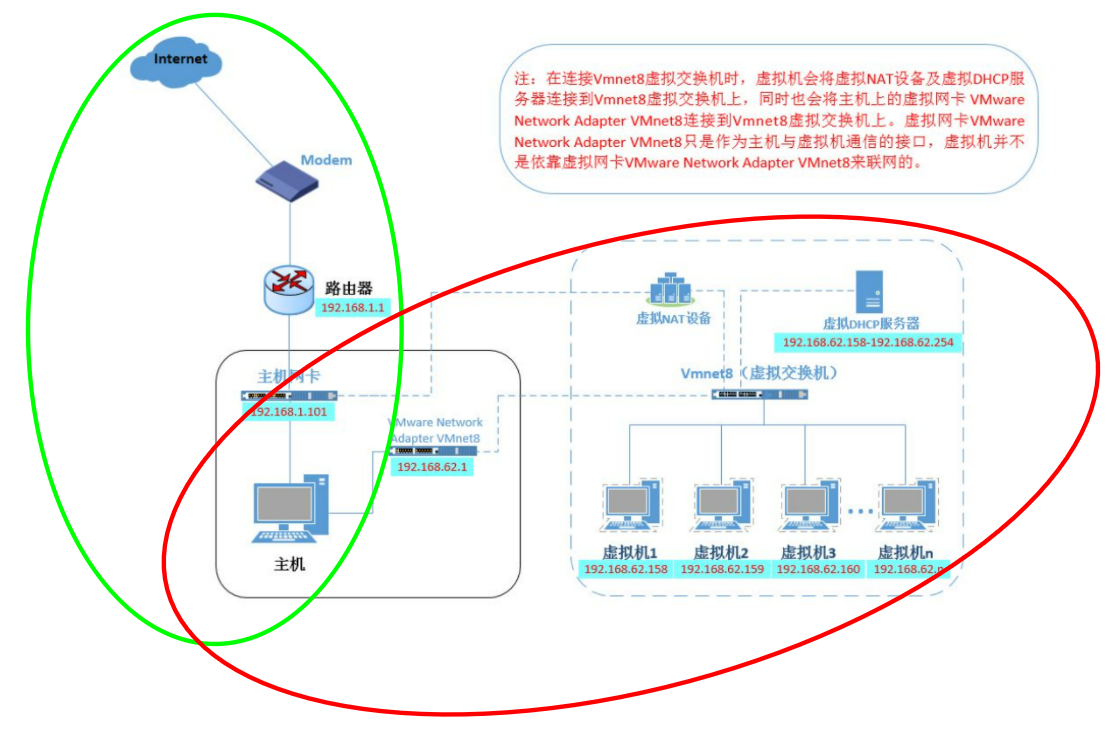 Internet
注：在连接Vmnet8虚拟交换机时，虚拟机会将虚拟NAT设备及虚拟DHCP服
务器连接到Vmnet8虚拟交换机上，同时也会将主机上的虚拟网卡 VMware
Network Adapter VMnet8连接到Vmnet8虚拟交换机上。虚拟网卡VMware
Network Adapter VMnet8只是作为主机与虚拟机通信的接口，虚拟机并不
是依靠虚拟网卡VMware Network Adapter VMnet8来联网的。
Modem
路由器
192.168.1.1
虚拟NAT设备
虚拟DHCP服务器
192.168.62.158-192.168.62.254
主机网卡
192.168.1.101
Vmnet8（虚拟交换机）
VMware Network
Adapter VMnet8
192.168.62.1
主机
虚拟机1
192.168.62.158
虚拟机2
192.168.62.159
虚拟机3
192.168.62.160
虚拟机n
192.168.62.n